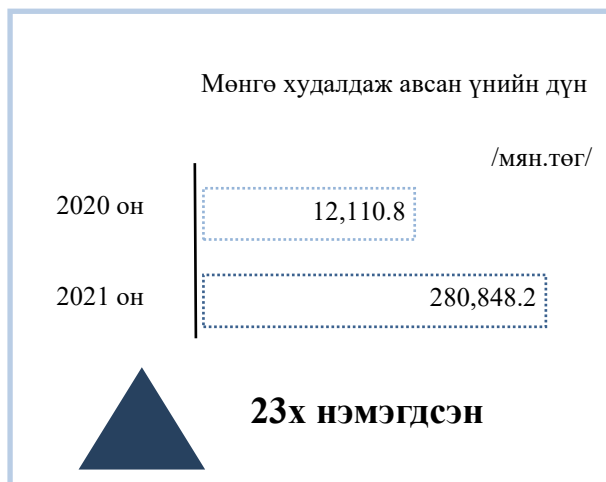 Мөнгө худалдаж авсан үнийн дүн
/мян.төг/
2020 он
12,110.8
2021 он
280,848.2
23х нэмэгдсэн